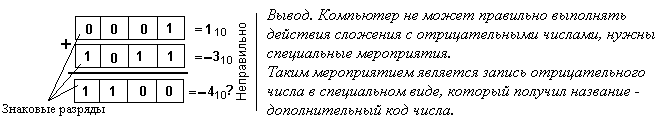 0 0 0 1 =1₁₀
+
1 0 1 1 =–3₁₀
1 1 0 0 =–4₁₀?
Неправильно
Знаковые разряды
Вывод. Компьютер не может правильно выполнять
действия сложения с отрицательными числами, нужны
специальные мероприятия.
Таким мероприятием является запись отрицательного
числа в специальном виде, который получил название -
дополнительный код числа.